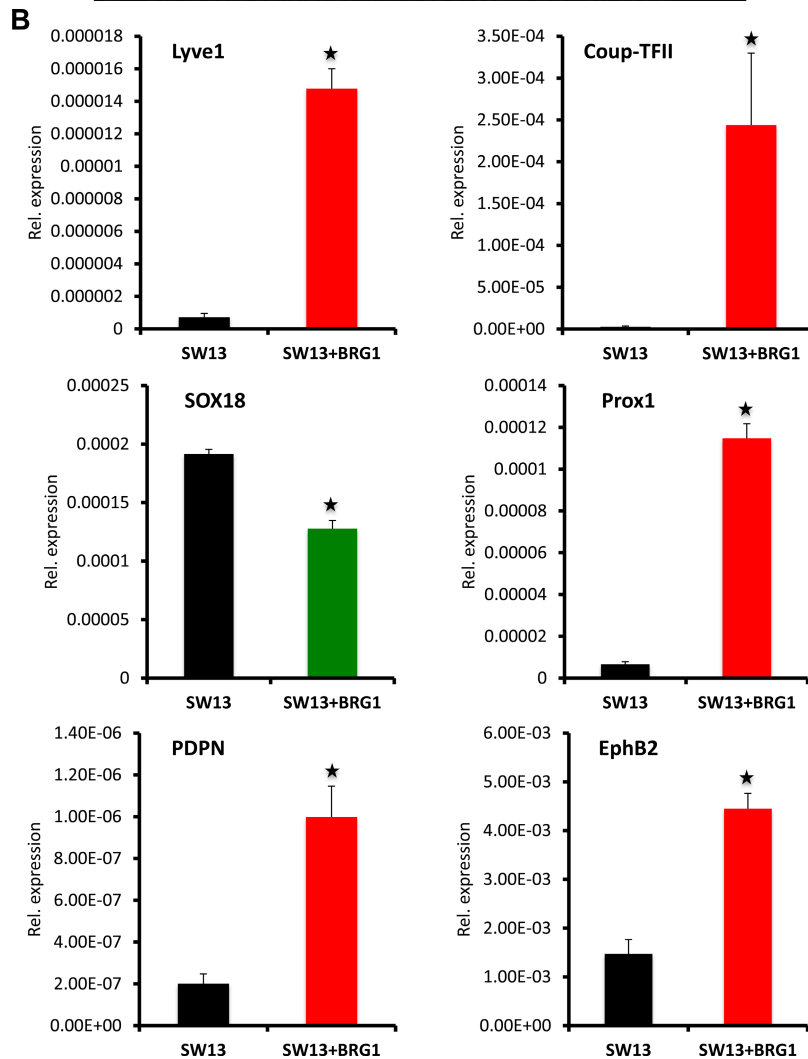 B
Lyve1
Rel. expression
0.000018
0.000016
0.000014
0.000012
0.00001
0.000008
0.000006
0.000004
0.000002
0
SW13
SW13+BRG1
Coup-TFII
Rel. expression
3.50E-04
3.00E-04
2.50E-04
2.00E-04
1.50E-04
1.00E-04
5.00E-05
0.00E+00
SW13
SW13+BRG1
SOX18
Rel. expression
0.00025
0.0002
0.00015
0.0001
0.00005
0
SW13
SW13+BRG1
Prox1
Rel. expression
0.00014
0.00012
0.0001
0.00008
0.00006
0.00004
0.00002
0
SW13
SW13+BRG1
PDPN
Rel. expression
1.40E-06
1.20E-06
1.00E-06
8.00E-07
6.00E-07
4.00E-07
2.00E-07
0.00E+00
SW13
SW13+BRG1
EphB2
Rel. expression
6.00E-03
5.00E-03
4.00E-03
3.00E-03
2.00E-03
1.00E-03
0.00E+00
SW13
SW13+BRG1